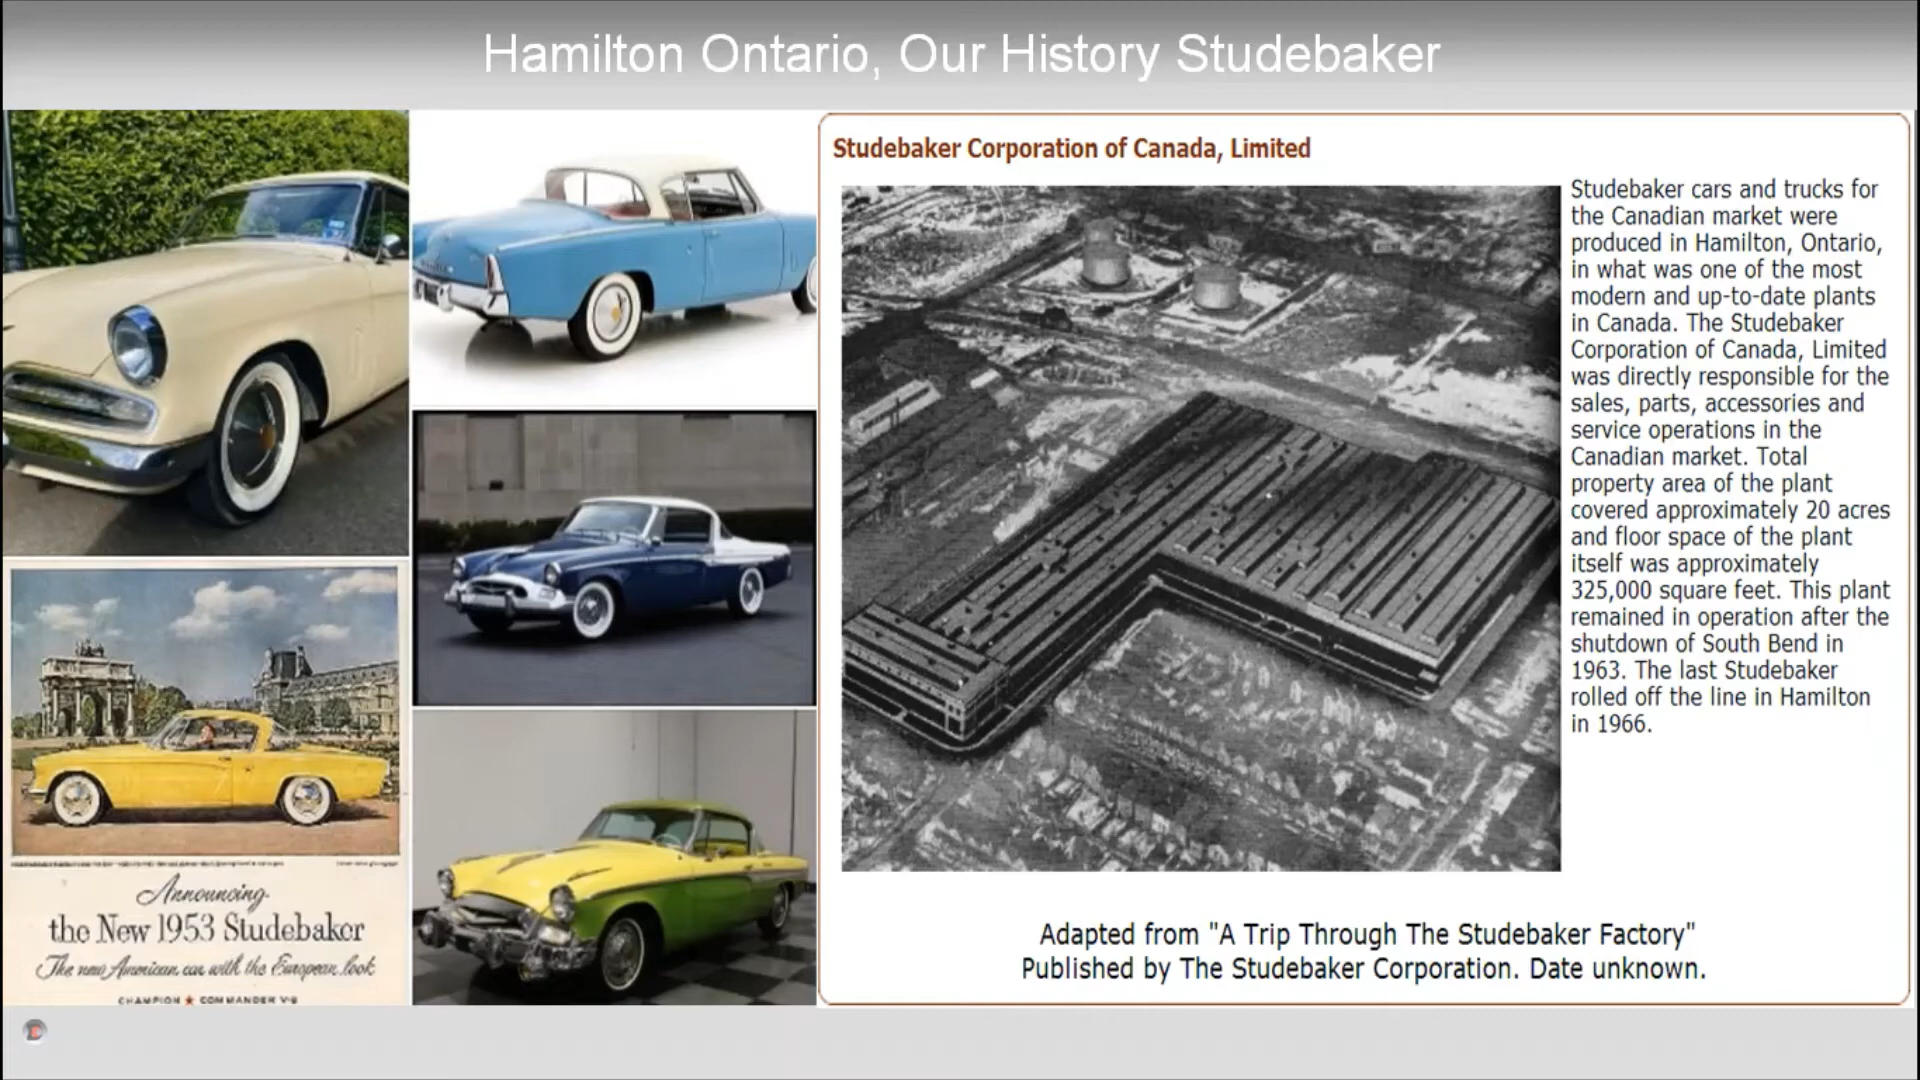 Hamilton Ontario, Our History Studebaker
Announcing
the New 1953 Studebaker
The new American car with the European look
CHAMPION ★ COMMANDER V-8
Studebaker Corporation of Canada, Limited
Studebaker cars and trucks for
the Canadian market were
produced in Hamilton, Ontario,
in what was one of the most
modern and up-to-date plants
in Canada. The Studebaker
Corporation of Canada, Limited
was directly responsible for the
sales, parts, accessories and
service operations in the
Canadian market. Total
property area of the plant
covered approximately 20 acres
and floor space of the plant
itself was approximately
325,000 square feet. This plant
remained in operation after the
shutdown of South Bend in
1963. The last Studebaker
rolled off the line in Hamilton
in 1966.
Adapted from "A Trip Through The Studebaker Factory"
Published by The Studebaker Corporation. Date unknown.